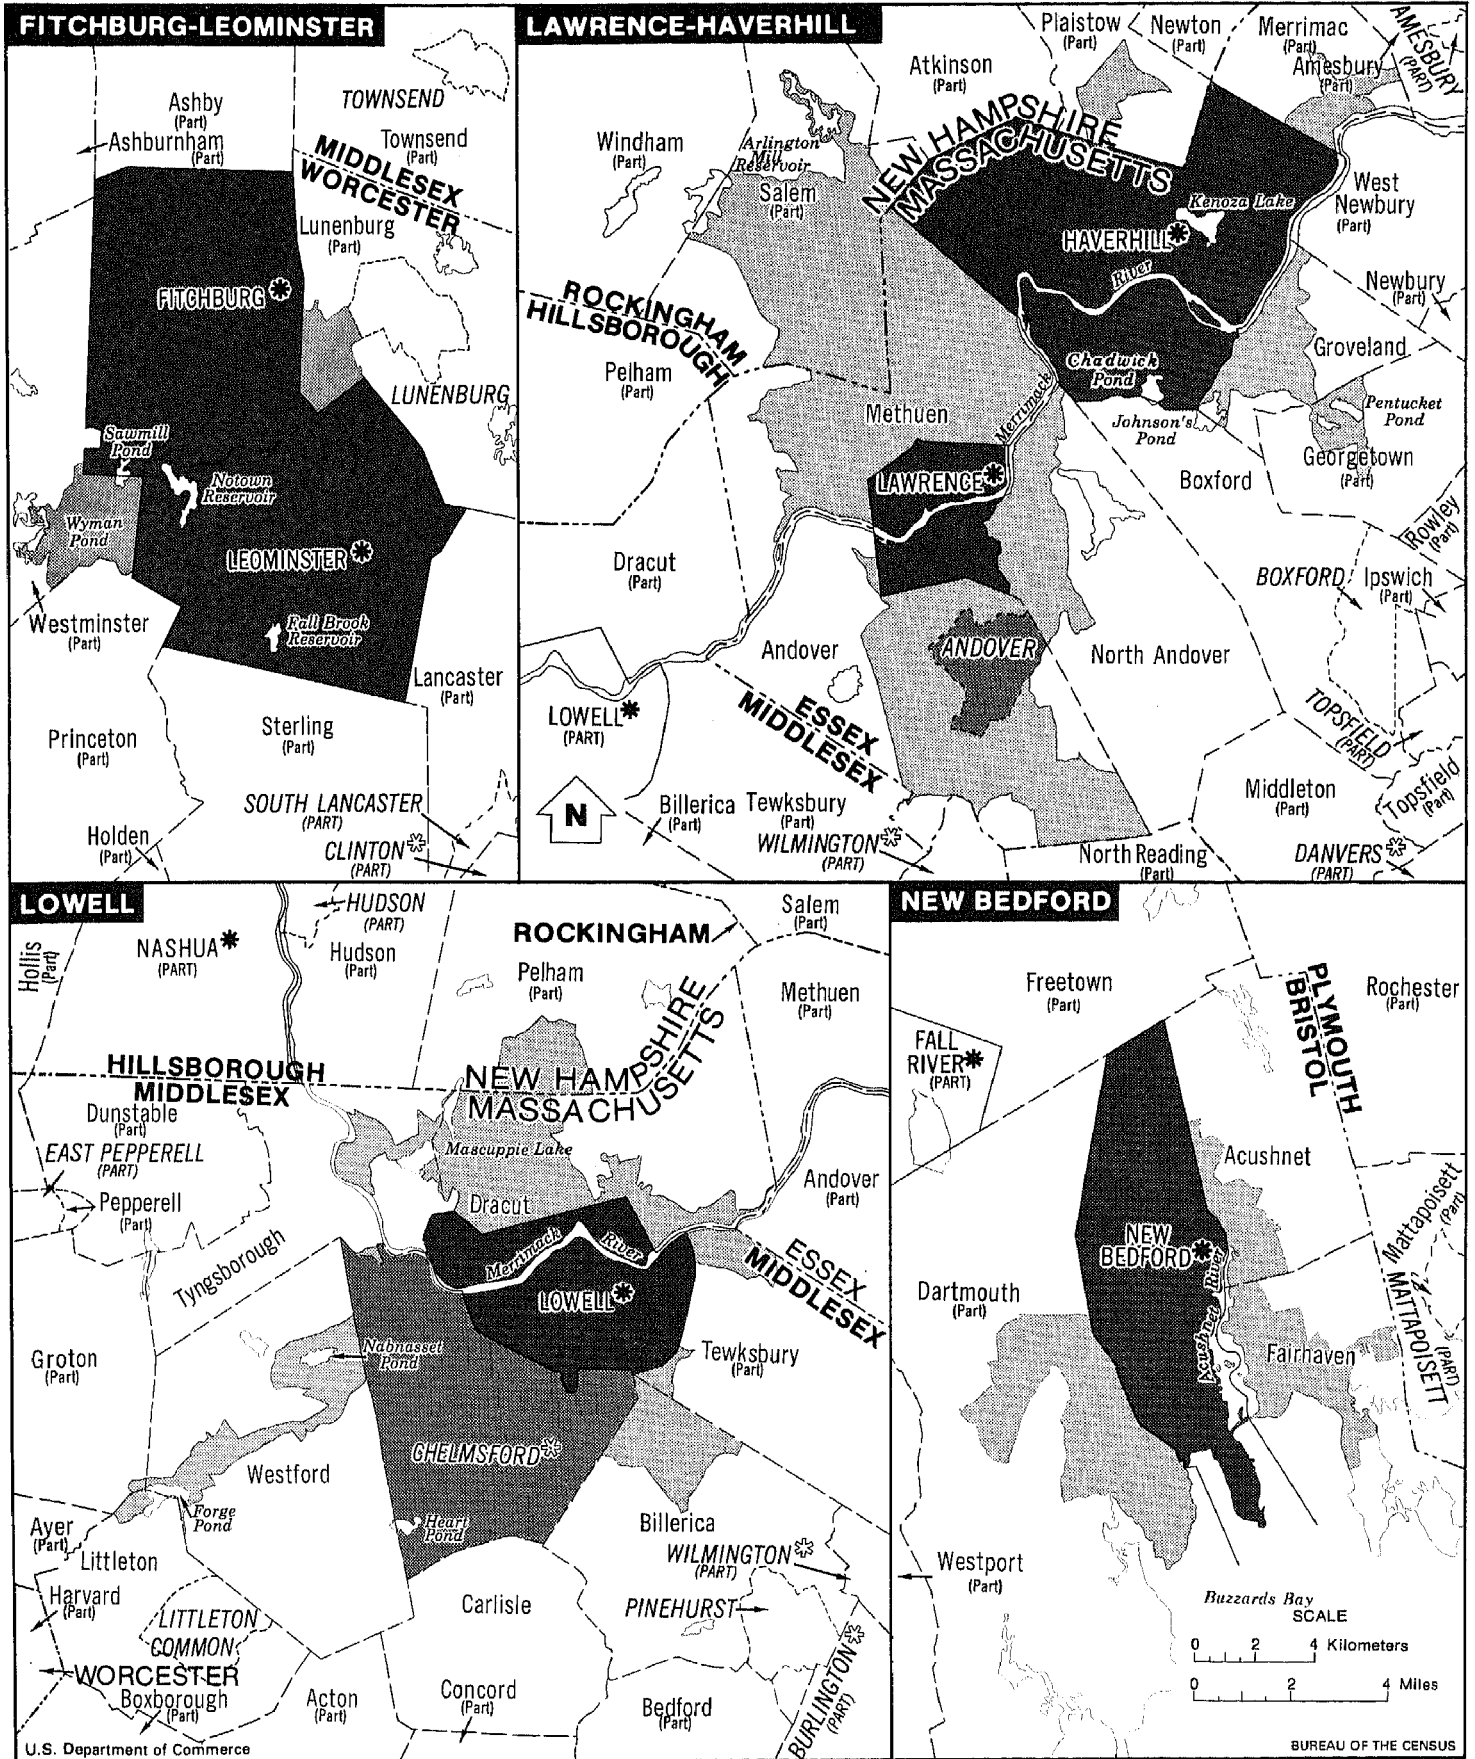 FITCHBURG-LEOMINSTER
Ashby
(Part)
Ashburnham
(Part)
TOWNSEND
Townsend
(Part)
MIDDLESEX
WORCESTER
Lunenburg
(Part)
FITCHBURG
LUNENBURG
Sawmill
Pond
Notown
Reservoir
Wyman
Pond
LEOMINSTER
Westminster
(Part)
Fall Brook
Reservoir
Lancaster
(Part)
Sterling
(Part)
Princeton
SOUTH LANCASTER
(PART)
Holden
(Part)
CLINTON
(PART)
LAWRENCE-HAVERHILL
Plaistow
(Part)
Newton
(Part)
Merrimac
(Part)
Amesbury
(Part)
AMESBURY
(PART)
Atkinson
(Part)
Windham
(Part)
Arlington
Mill
Reservoir
Salem
(Part)
NEW HAMPSHIRE
MASSACHUSETTS
Kenoza Lake
West
Newbury
(Part)
HAVERHILL
River
Newbury
(Part)
ROCKINGHAM
HILLSBOROUGH
Groveland
Pelham
(Part)
Chadwick
Pond
Merrimack
Methuen
Johnson's
Pond
Pentucket
Pond
Georgetown
(Part)
LAWRENCE
Boxford
Rowley
(Part)
Dracut
(Part)
BOXFORD
Ipswich
(Part)
Andover
ANDOVER
North Andover
LOWELL
(PART)
ESSEX
MIDDLESEX
TOPSFIELD
(PART)
Topsfield
(Part)
Middleton
(Part)
N
Billerica
(Part)
Tewksbury
(Part)
WILMINGTON
(PART)
North Reading
(Part)
DANVERS
(PART)
LOWELL
HUDSON
(PART)
Hudson
(Part)
NASHUA
(PART)
Hollis
(Part)
ROCKINGHAM
Salem
(Part)
Pelham
(Part)
Methuen
(Part)
HILLSBOROUGH
MIDDLESEX
NEW HAMPSHIRE
MASSACHUSETTS
Dunstable
(Part)
EAST PEPPERELL
(PART)
Pepperell
(Part)
Mascuppic Lake
Dracut
Andover
(Part)
Tyngsborough
Merrimack
River
LOWELL
ESSEX
MIDDLESEX
Groton
(Part)
Nabnasset
Pond
Tewksbury
(Part)
CHELMSFORD
Westford
Forge
Pond
Heart
Pond
Ayer
(Part)
Littleton
Billerica
WILMINGTON
(PART)
Harvard
(Part)
LITTLETON
COMMON
Carlisle
PINEHURST
WORCESTER
Boxborough
(Part)
Acton
(Part)
Concord
(Part)
Bedford
(Part)
BURLINGTON
(PART)
U.S. Department of Commerce
NEW BEDFORD
Freetown
(Part)
PLYMOUTH
BRISTOL
Rochester
(Part)
FALL
RIVER
(PART)
Acushnet
Mattapoisett
(Part)
NEW
BEDFORD
MATTAPOISETT
(PART)
Dartmouth
(Part)
Acushnet River
Fairhaven
Westport
(Part)
Buzzards Bay
SCALE
0 2 4 Kilometers
0 2 4 Miles
BUREAU OF THE CENSUS